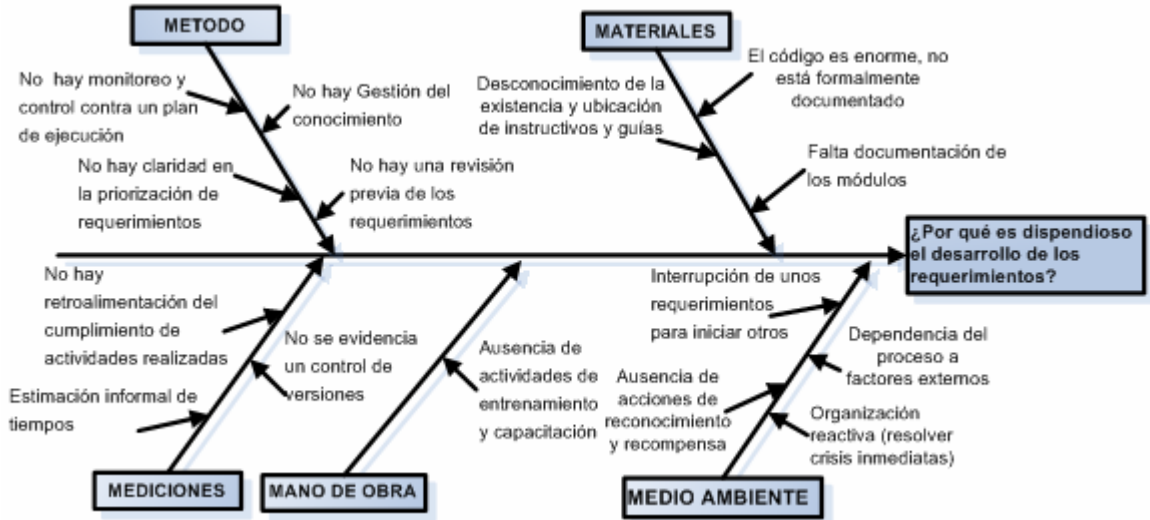 METODO
No hay monitoreo y
control contra un plan
de ejecución
No hay Gestión del
conocimiento
No hay claridad en
la priorización de
requerimientos
No hay una revisión
previa de los
requerimientos
MATERIALES
Desconocimiento de la
existencia y ubicación
de instructivos y guías
El código es enorme, no
está formalmente
documentado
Falta documentación de
los módulos
¿Por qué es dispendioso
el desarrollo de los
requerimientos?
No hay
retroalimentación del
cumplimiento de
actividades realizadas
No se evidencia
un control de
versiones
Estimación informal de
tiempos
MEDICIONES
Ausencia de
actividades de
entrenamiento
y capacitación
MANO DE OBRA
Interrupción de unos
requerimientos
para iniciar otros
Dependencia del
proceso a
factores externos
Ausencia de
acciones de
reconocimiento
y recompensa
Organización
reactiva (resolver
crisis inmediatas)
MEDIO AMBIENTE